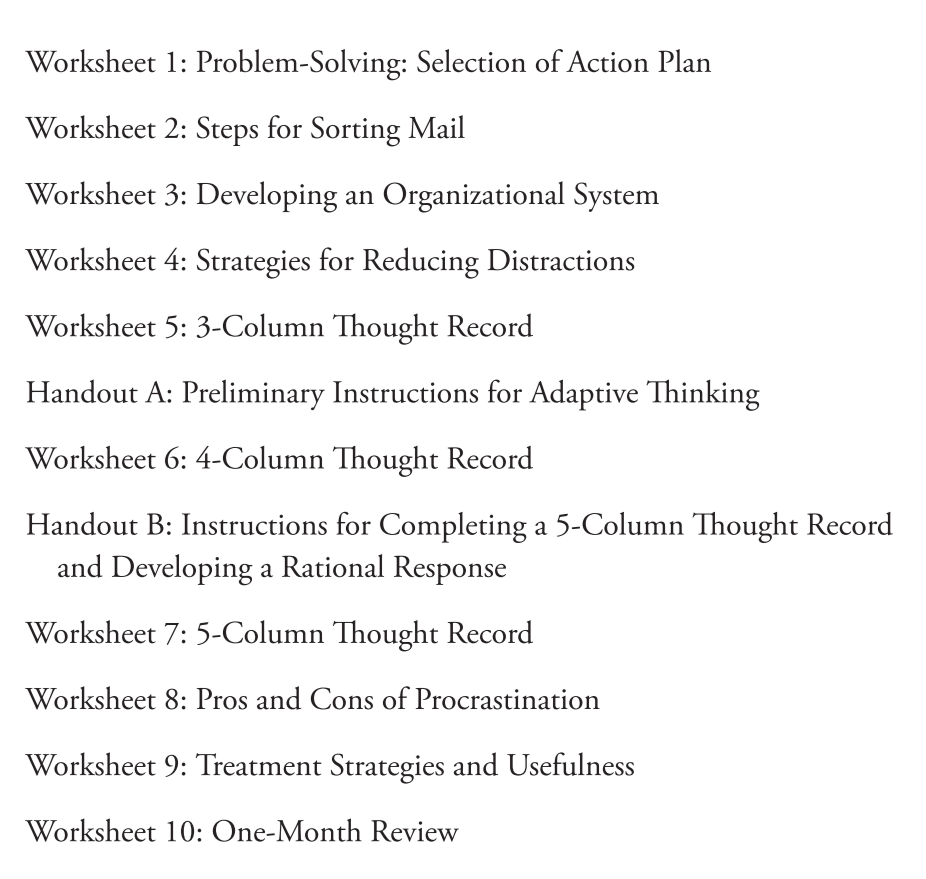 Worksheet 1: Problem-Solving: Selection of Action Plan
Worksheet 2: Steps for Sorting Mail
Worksheet 3: Developing an Organizational System
Worksheet 4: Strategies for Reducing Distractions
Worksheet 5: 3-Column Thought Record
Handout A: Preliminary Instructions for Adaptive Thinking
Worksheet 6: 4-Column Thought Record
Handout B: Instructions for Completing a 5-Column Thought Record
and Developing a Rational Response
Worksheet 7: 5-Column Thought Record
Worksheet 8: Pros and Cons of Procrastination
Worksheet 9: Treatment Strategies and Usefulness
Worksheet 10: One-Month Review